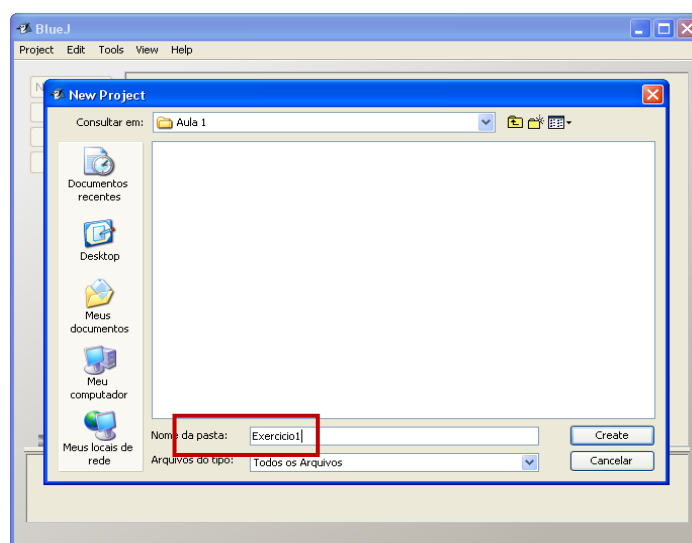 BlueJ
Project Edit Tools View Help
New Project
Consultar em: Aula 1
Documentos
recentes
Desktop
Meus
documentos
Meu
computador
Meus locais de
rede
Nome da pasta: Exercicio1 Create
Arquivos do tipo: Todos os Arquivos Cancelar